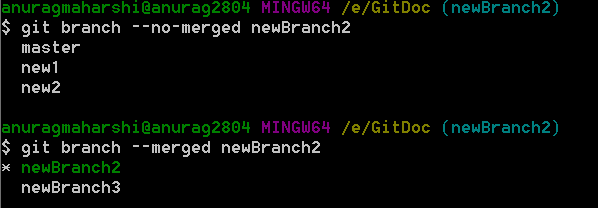 anuragmaharshi@anurag2804 MINGW64 /e/GitDoc (newBranch2)
$ git branch --no-merged newBranch2
master
new1
new2
anuragmaharshi@anurag2804 MINGW64 /e/GitDoc (newBranch2)
$ git branch --merged newBranch2
* newBranch2
newBranch3